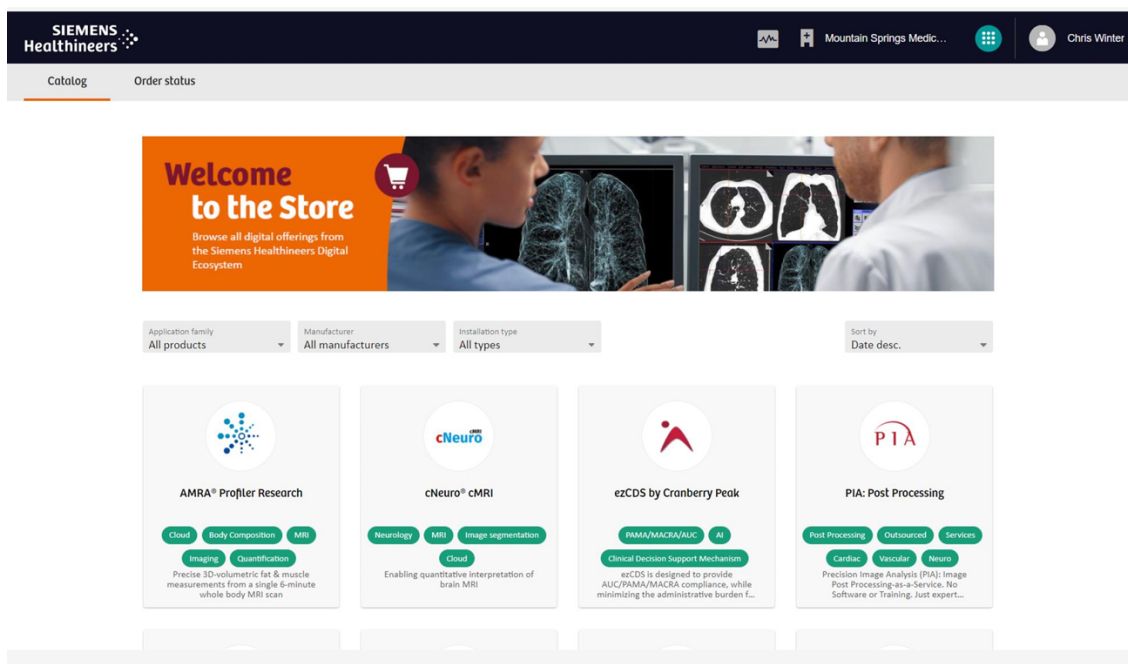 SIEMENS
Healthineers
Mountain Springs Medic...
Chris Winter
Catalog
Order status
Welcome
to the Store
Browse all digital offerings from
the Siemens Healthineers Digital
Ecosystem
Application family
All products
Manufacturer
All manufacturers
Installation type
All types
Sort by
Date desc.
AMRA® Profiler Research
Cloud Body Composition MRI
Imaging Quantification
Precise 3D-volumetric fat & muscle
measurements from a single 6-minute
whole body MRI scan
cNeuro cMRI
cNeuro® cMRI
Neurology MRI Image segmentation
Cloud
Enabling quantitative interpretation of
brain MRI
ezCDS by Cranberry Peak
PAMA/MACRA/AUC AI
Clinical Decision Support Mechanism
ezCDS is designed to provide
AUC/PAMA/MACRA compliance, while
minimizing the administrative burden f...
PIA
PIA: Post Processing
Post Processing Outsourced Services
Cardiac Vascular Neuro
Precision Image Analysis (PIA): Image
Post Processing-as-a-Service. No
Software or Training. Just expert...